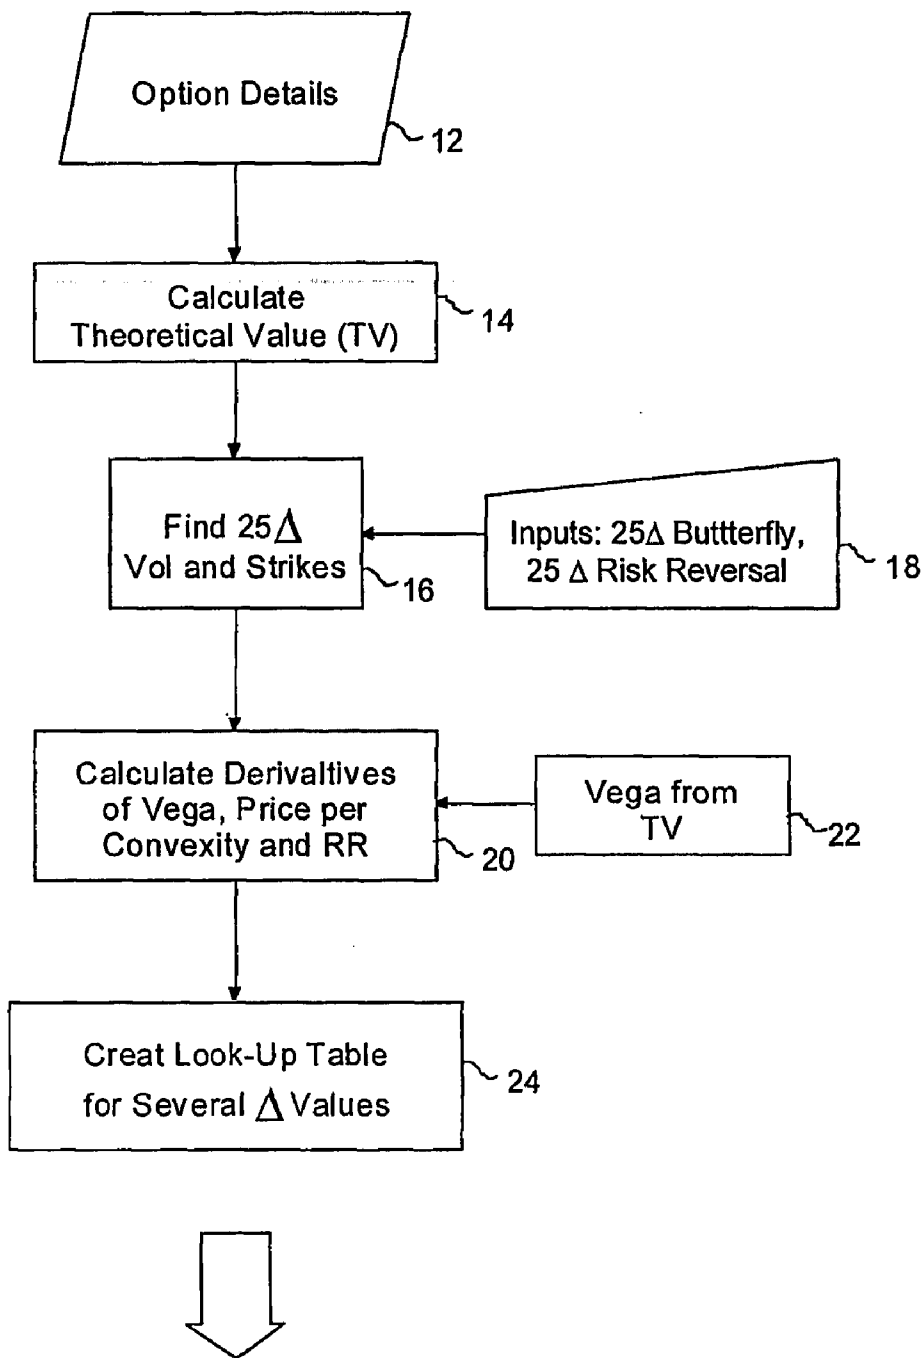 Option Details
12
Calculate
Theoretical Value (TV)
14
Find 25 Δ
Vol and Strikes
16
Inputs: 25Δ Buttterfly,
25 Δ Risk Reversal
18
Calculate Derivaltives
of Vega, Price per
Convexity and RR
20
Vega from
TV
22
Creat Look-Up Table
for Several Δ Values
24